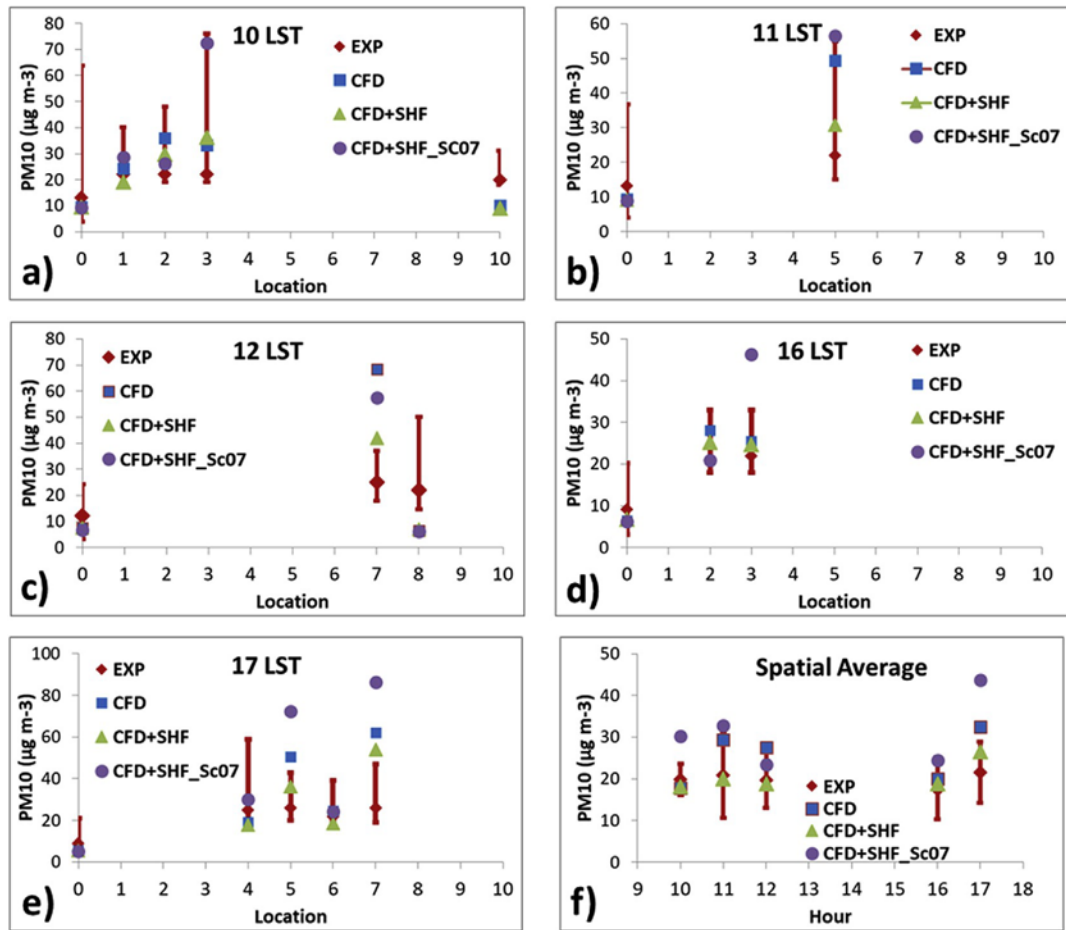 10 LST
PM10 (µg m-3)
80
70
60
50
40
30
20
10
0
EXP
CFD
CFD+SHF
CFD+SHF_SC07
0 1 2 3 4 5 6 7 8 9 10
Location
a)
11 LST
PM10 (µg m-3)
60
50
40
30
20
10
0
EXP
CFD
CFD+SHF
CFD+SHF_SC07
0 1 2 3 4 5 6 7 8 9 10
Location
b)
12 LST
PM10 (µg m-3)
80
70
60
50
40
30
20
10
0
EXP
CFD
CFD+SHF
CFD+SHF_Sc07
0 1 2 3 4 5 6 7 8 9 10
Location
c)
16 LST
PM10 (µg m-3)
50
40
30
20
10
0
EXP
CFD
CFD+SHF
CFD+SHF_Sc07
0 1 2 3 4 5 6 7 8 9 10
Location
d)
17 LST
PM10 (µg m-3)
100
80
60
40
20
0
EXP
CFD
CFD+SHF
CFD+SHF_Sc07
0 1 2 3 4 5 6 7 8 9 10
Location
e)
Spatial Average
PM10 (µg m-3)
50
40
30
20
10
0
EXP
CFD
CFD+SHF
CFD+SHF_Sc07
9 10 11 12 13 14 15 16 17 18
Hour
f)